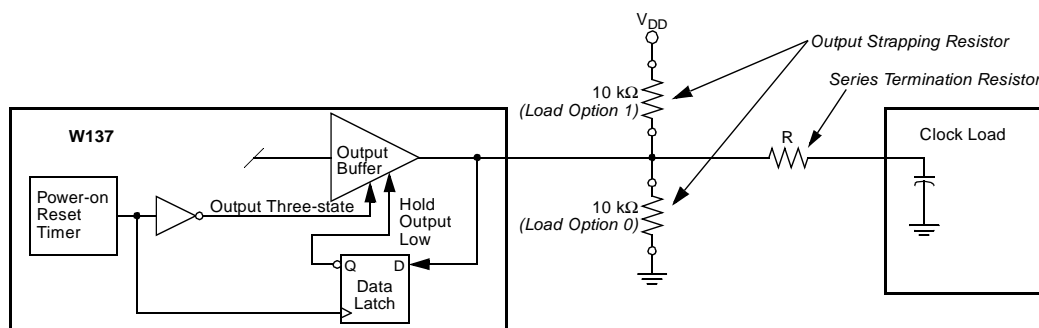 V_DD
Output Strapping Resistor
Series Termination Resistor
10 kΩ
(Load Option 1)
W137
Clock Load
R
Output
Buffer
Power-on
Reset
Timer
Output Three-state
Hold
Output
Low
10 kΩ
(Load Option 0)
Q D
Data
Latch